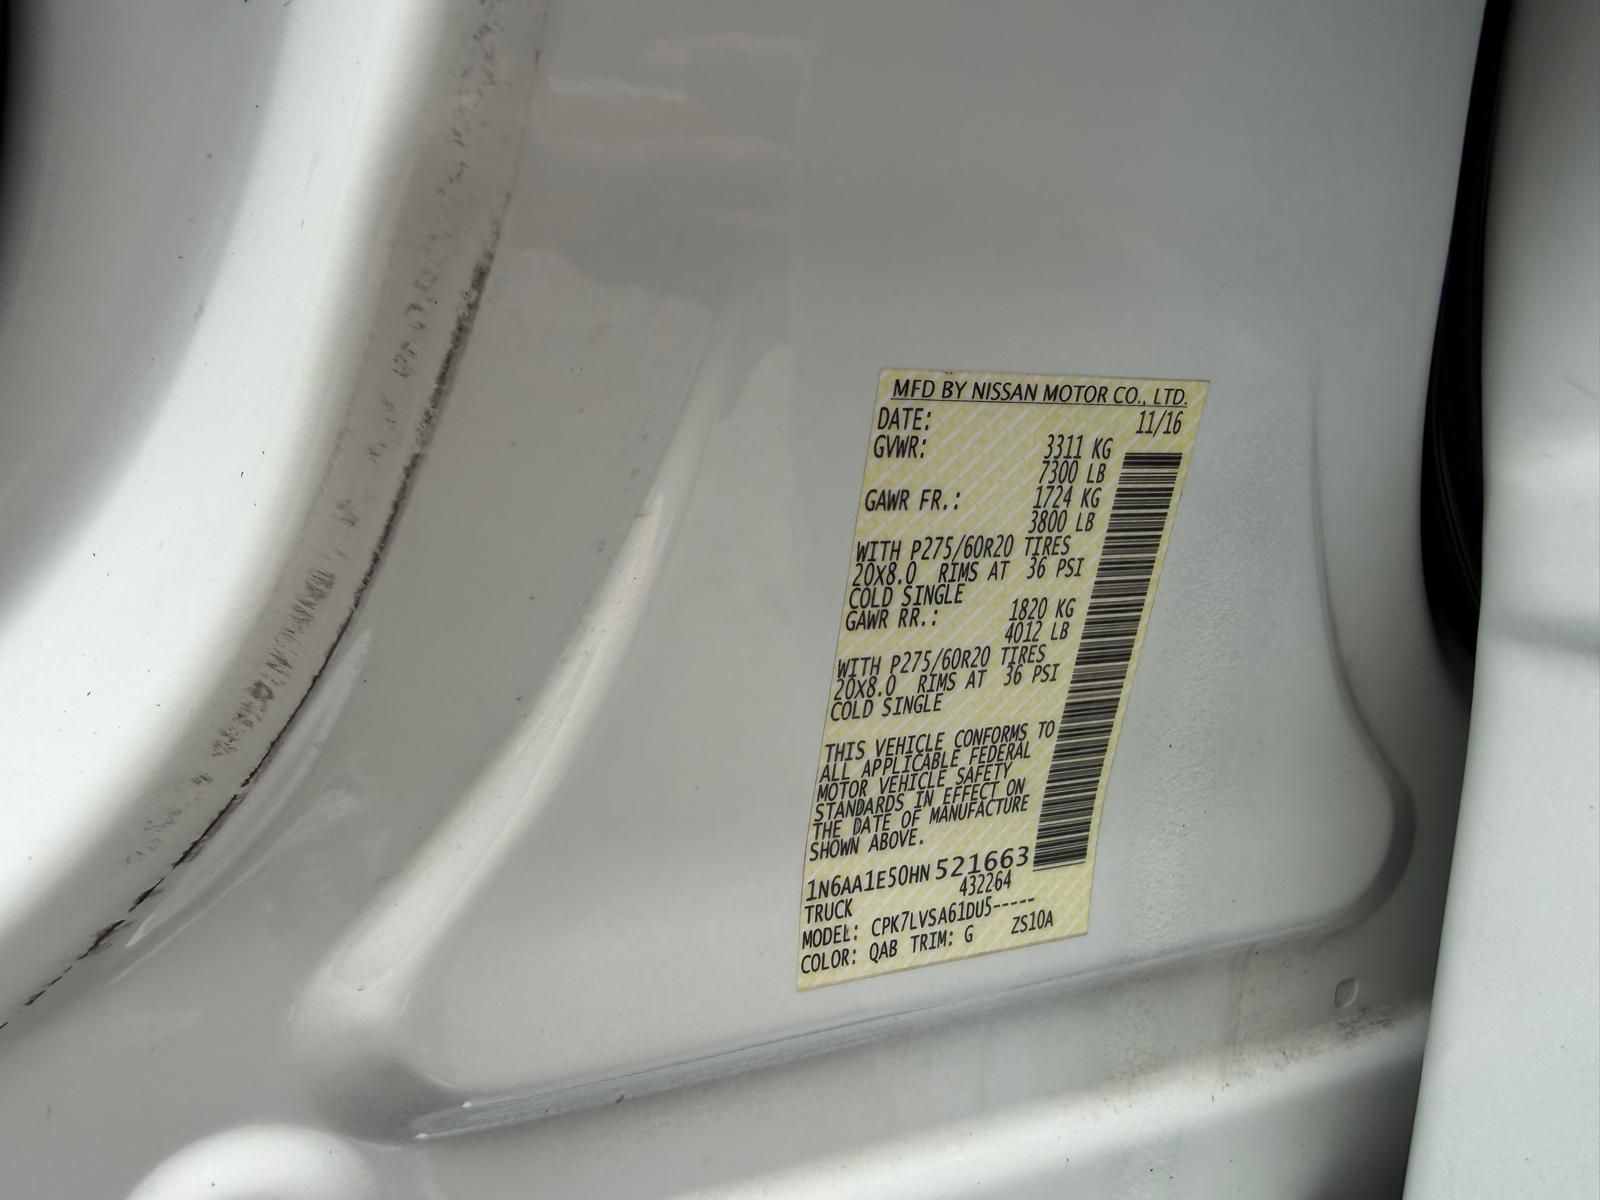 MFD BY NISSAN MOTOR CO., LTD.
DATE: 11/16
GVWR: 3311 KG
7300 LB
GAWR FR.: 1724 KG
3800 LB
WITH P275/60R20 TIRES
20X8.0 RIMS AT 36 PSI
COLD SINGLE
GAWR RR.: 1820 KG
4012 LB
WITH P275/60R20 TIRES
20X8.0 RIMS AT 36 PSI
COLD SINGLE
THIS VEHICLE CONFORMS TO
ALL APPLICABLE FEDERAL
MOTOR VEHICLE SAFETY
STANDARDS IN EFFECT ON
THE DATE OF MANUFACTURE
SHOWN ABOVE.
1N6AA1E50HN521663
TRUCK 432264
MODEL: CPK7LVSA61DU5-----
COLOR: QAB TRIM: G ZS10A